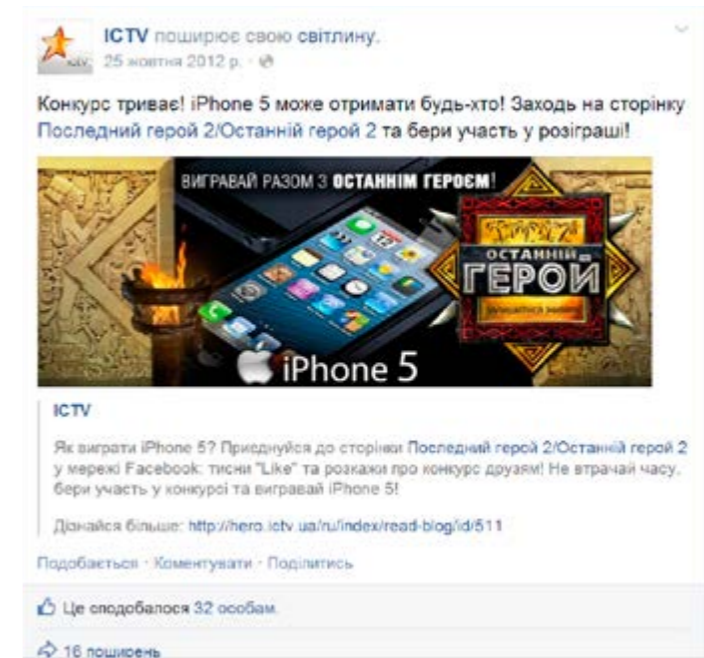 ICTV поширює свою світлину.
25 жовтня 2012 р.
Конкурс триває! iPhone 5 може отримати будь-хто! Заходь на сторінку
Последний герой 2/Останній герой 2 та бери участь у розіграші!
ВИГРАВАЙ РАЗОМ З ОСТАННІМ ГЕРОЄМ!
ОСТАННІЙ
ГЕРОЙ
iPhone 5
ICTV
Як виграти iPhone 5? Приєднуйся до сторінки Последний герой 2/Останній герой 2
у мережі Facebook: тисни "Like" та розкажи про конкурс друзям! Не втрачай часу,
бери участь у конкурсі та вигравай iPhone 5!
Дізнайся більше: http://hero.ictv.ua/ru/index/read-blog/id/511
Подобається · Коментувати · Поділитись
Це сподобалося 32 особам.
16 поширень